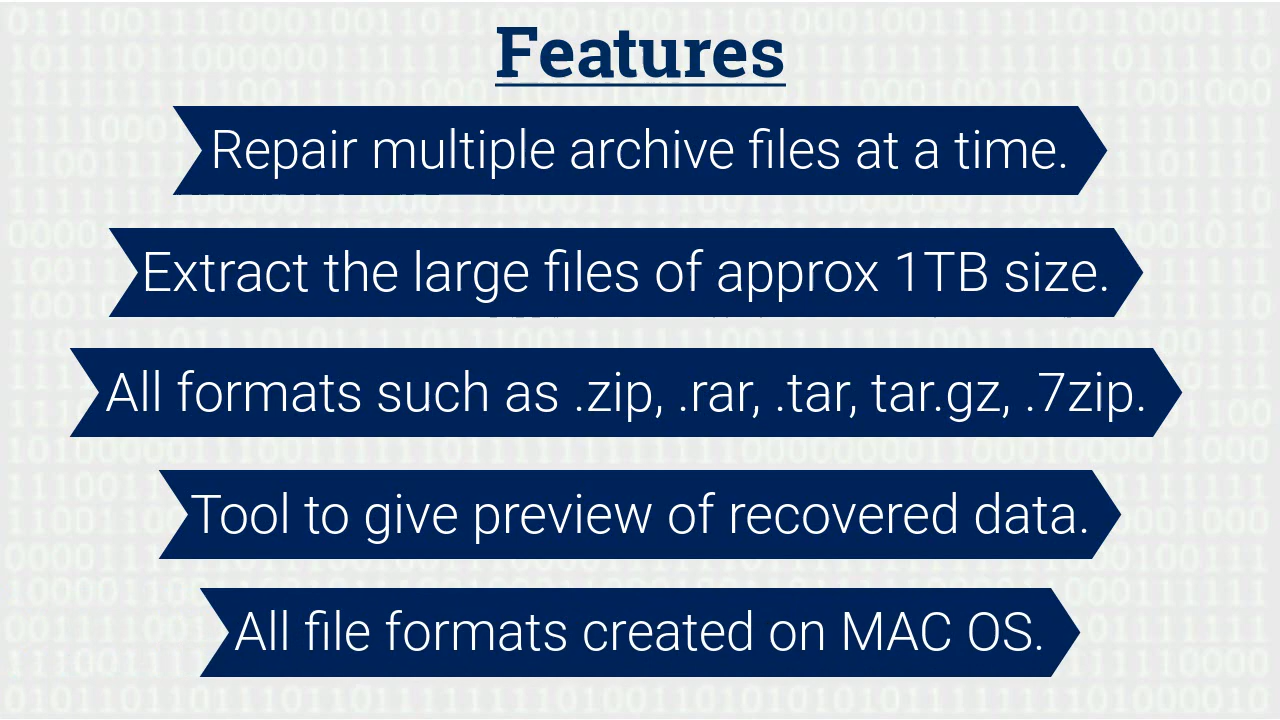 Features
Repair multiple archive files at a time.
Extract the large files of approx 1TB size.
All formats such as .zip, .rar, .tar, tar.gz, .7zip.
Tool to give preview of recovered data.
All file formats created on MAC OS.